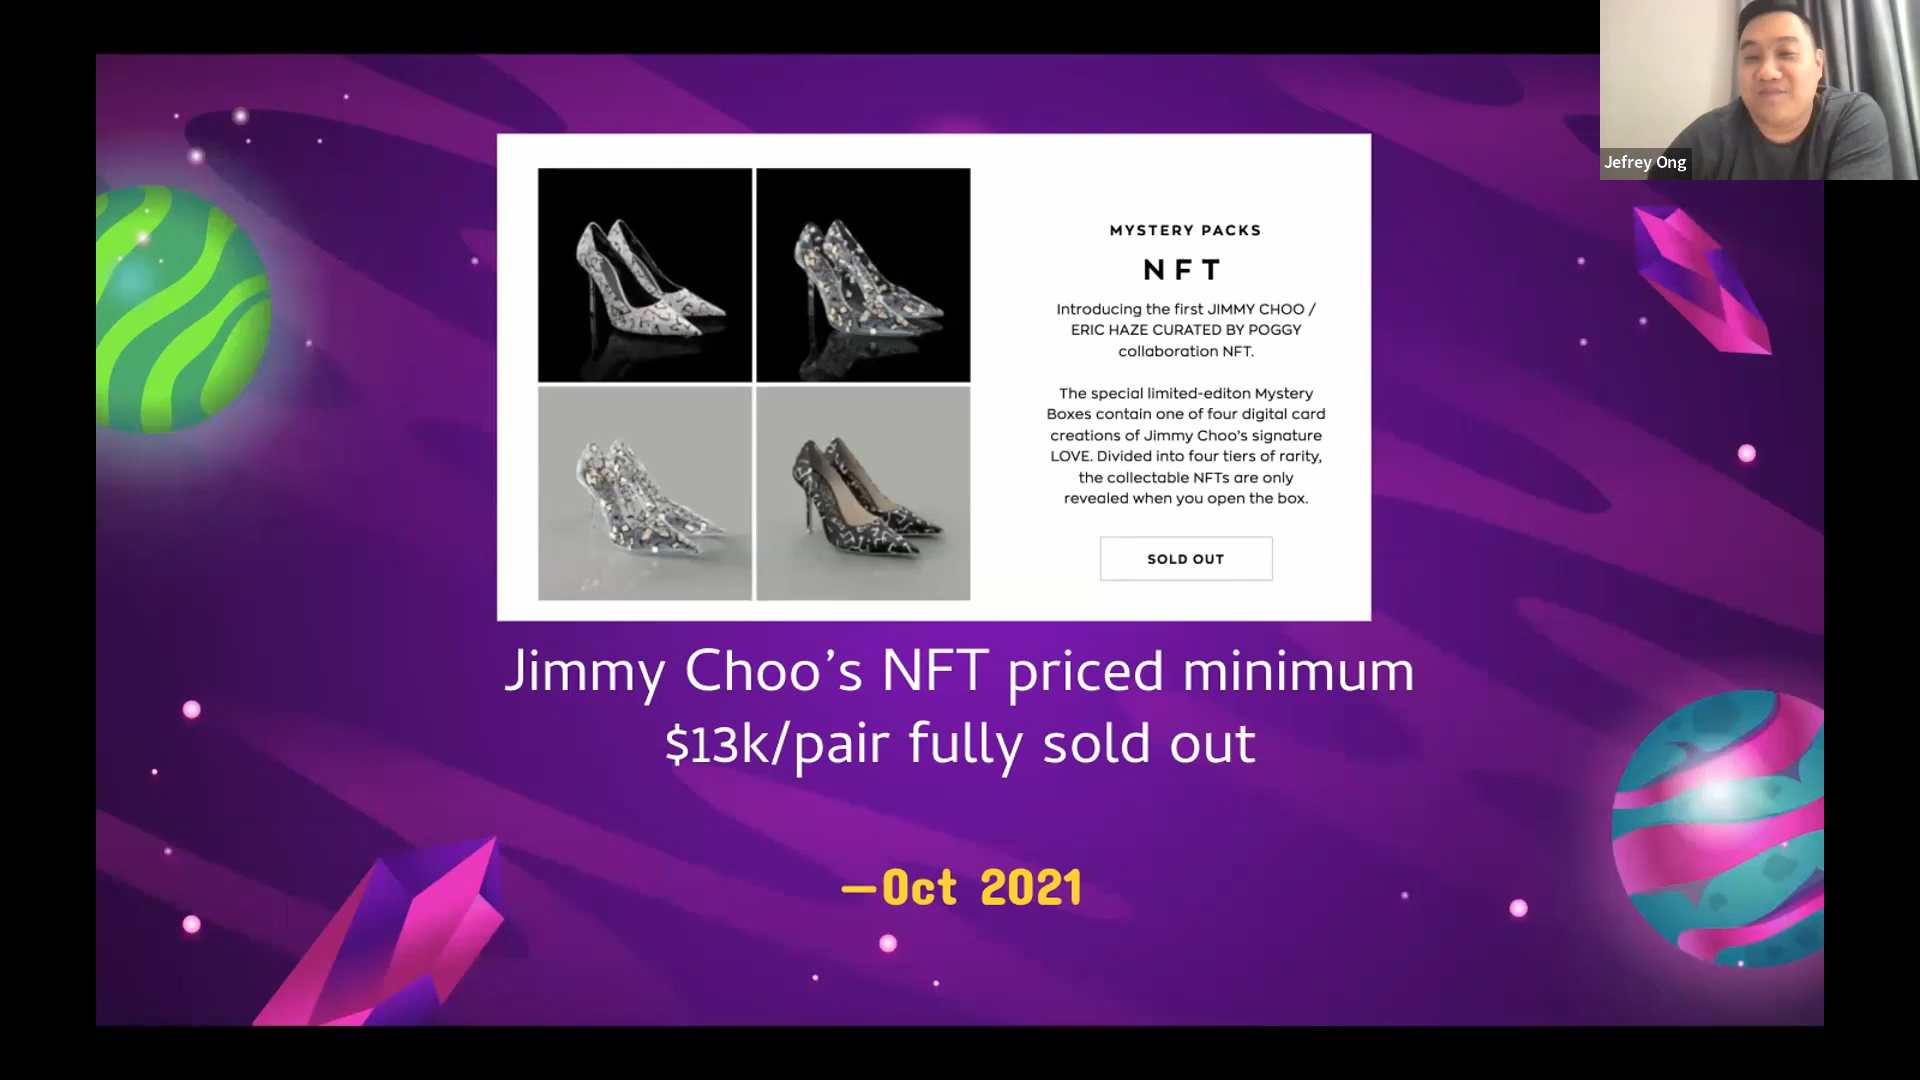 Jefrey Ong
MYSTERY PACKS
NFT
Introducing the first JIMMY CHOO /
ERIC HAZE CURATED BY POGGY
collaboration NFT.
The special limited-editon Mystery
Boxes contain one of four digital card
creations of Jimmy Choo's signature
LOVE. Divided into four tiers of rarity,
the collectable NFTs are only
revealed when you open the box.
SOLD OUT
Jimmy Choo’s NFT priced minimum
$13k/pair fully sold out
—Oct 2021